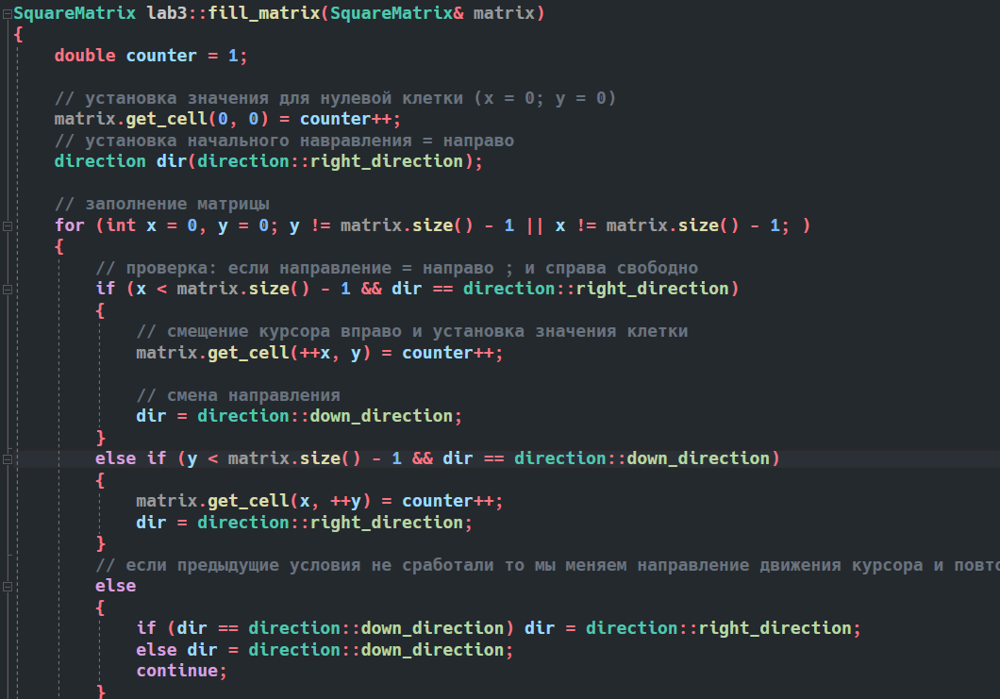 SquareMatrix lab3::fill_matrix(SquareMatrix& matrix)
{
    double counter = 1;

    // установка значения для нулевой клетки (x = 0; y = 0)
    matrix.get_cell(0, 0) = counter++;
    // установка начального навравления = направо
    direction dir(direction::right_direction);

    // заполнение матрицы
    for (int x = 0, y = 0; y != matrix.size() - 1 || x != matrix.size() - 1; )
    {
        // проверка: если направление = направо ; и справа свободно
        if (x < matrix.size() - 1 && dir == direction::right_direction)
        {
            // смещение курсора вправо и установка значения клетки
            matrix.get_cell(++x, y) = counter++;

            // смена направления
            dir = direction::down_direction;
        }
        else if (y < matrix.size() - 1 && dir == direction::down_direction)
        {
            matrix.get_cell(x, ++y) = counter++;
            dir = direction::right_direction;
        }
        // если предыдущие условия не сработали то мы меняем направление движения курсора и
        else
        {
            if (dir == direction::down_direction) dir = direction::right_direction;
            else dir = direction::down_direction;
            continue;
        }